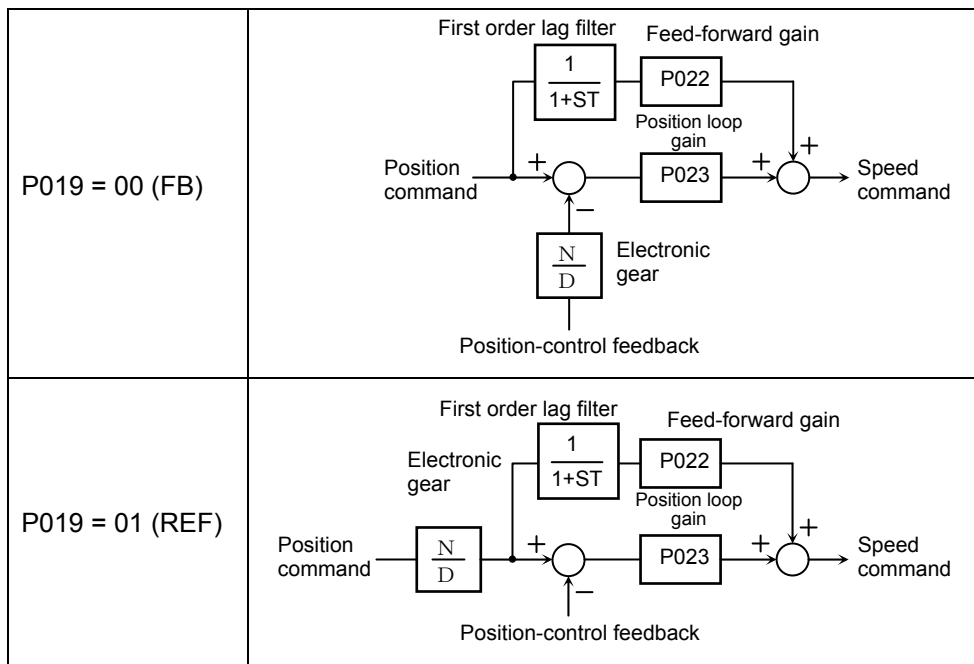 First order lag filter
Feed-forward gain
1
1+ST
P022
Position loop
gain
P023
+
+
+
−
Position
command
Speed
command
P019 = 00 (FB)
N
D
Electronic
gear
Position-control feedback
First order lag filter
Feed-forward gain
Electronic
gear
1
1+ST
P022
Position loop
gain
P019 = 01 (REF)
Position
command
N
D
+
−
P023
+
+
Speed
command
Position-control feedback